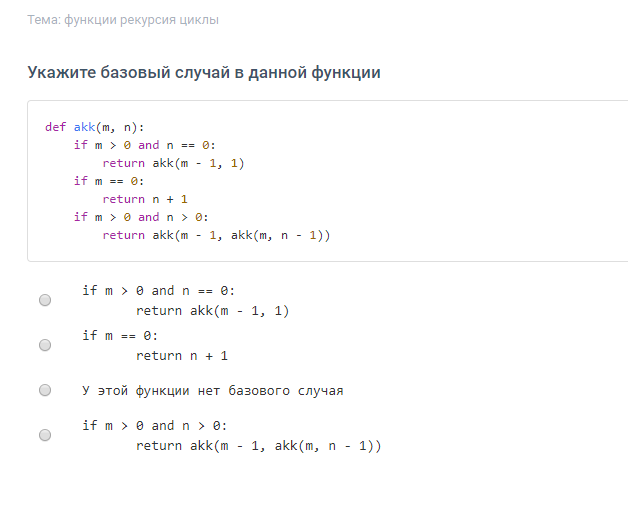 Тема: функции рекурсия циклы
Укажите базовый случай в данной функции
def akk(m, n):
    if m > 0 and n == 0:
        return akk(m - 1, 1)
    if m == 0:
        return n + 1
    if m > 0 and n > 0:
        return akk(m - 1, akk(m, n - 1))
if m > 0 and n == 0:
        return akk(m - 1, 1)
if m == 0:
        return n + 1
У этой функции нет базового случая
if m > 0 and n > 0:
        return akk(m - 1, akk(m, n - 1))